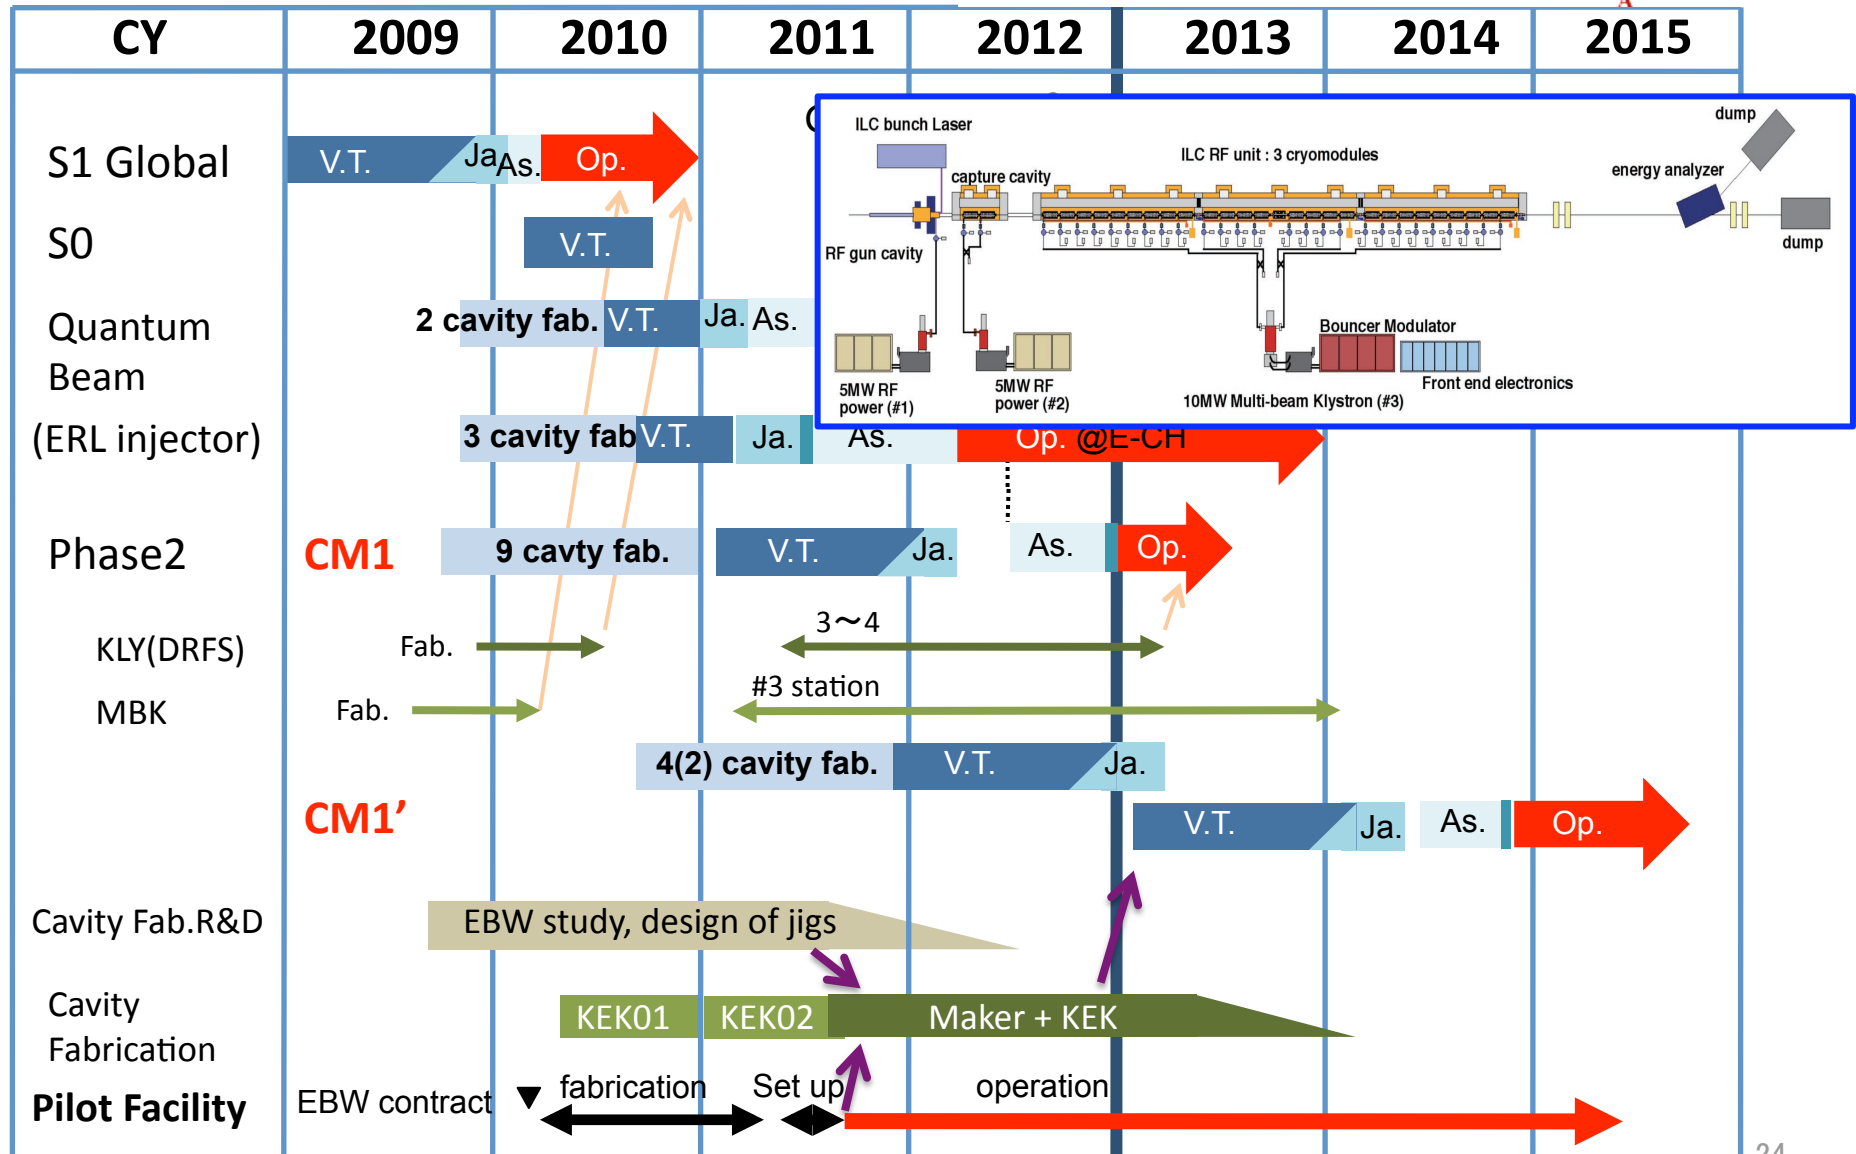 A
CY 2009 2010 2011 2012 2013 2014 2015
S1 Global V.T. Ja. As. Op.
S0 V.T.
Quantum
Beam
2 cavity fab. V.T. Ja. As.
(ERL injector) 3 cavity fab V.T. Ja. As. Op. @E-CH
Phase2 CM1 9 cavty fab. V.T. Ja. As. Op.
KLY(DRFS) Fab. 3〜4
MBK Fab. #3 station
4(2) cavity fab. V.T. Ja.
CM1’ V.T. Ja. As. Op.
Cavity Fab.R&D EBW study, design of jigs
Cavity
Fabrication
KEK01 KEK02 Maker + KEK
Pilot Facility EBW contract fabrication Set up operation
ILC bunch Laser
dump
ILC RF unit : 3 cryomodules
energy analyzer
capture cavity
RF gun cavity
dump
Bouncer Modulator
Front end electronics
5MW RF
power (#1)
5MW RF
power (#2)
10MW Multi-beam Klystron (#3)
24